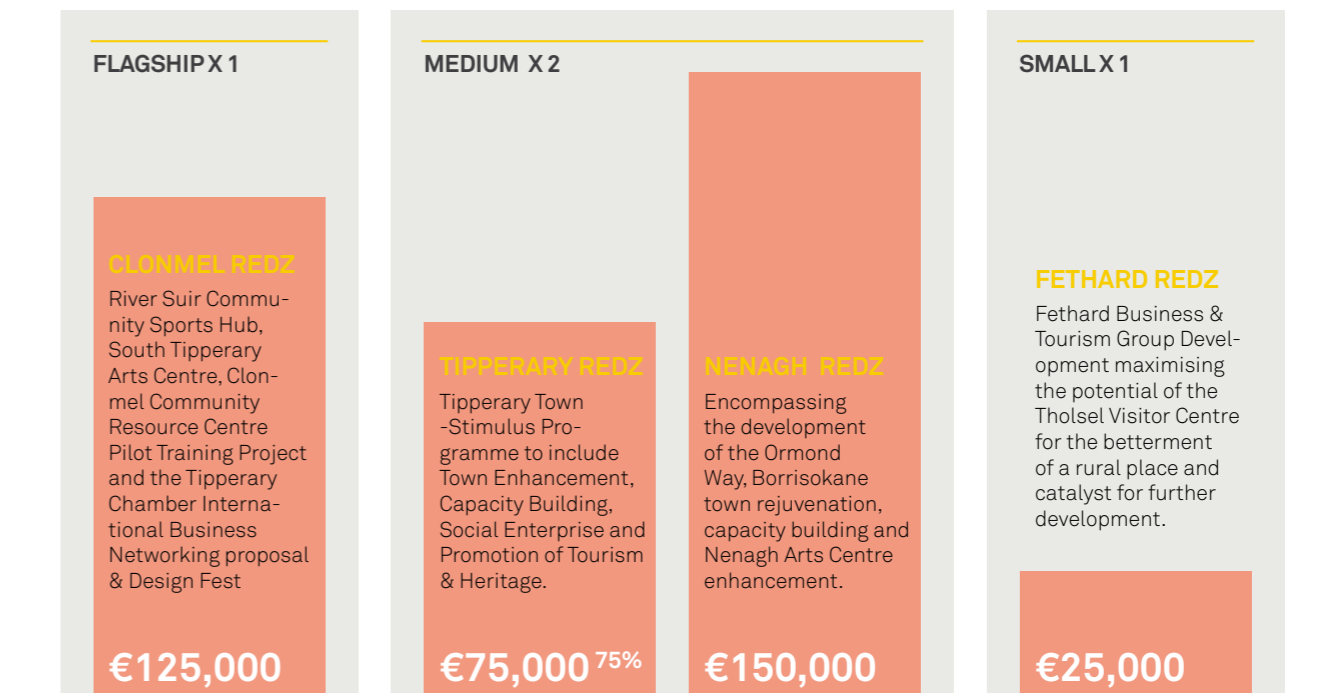 FLAGSHIP X 1
CLONMEL REDZ
River Suir Commu-
nity Sports Hub,
South Tipperary
Arts Centre, Clon-
mel Community
Resource Centre
Pilot Training Project
and the Tipperary
Chamber Interna-
tional Business
Networking proposal
& Design Fest
€125,000
MEDIUM X 2
TIPPERARY REDZ
Tipperary Town
-Stimulus Pro-
gramme to include
Town Enhancement,
Capacity Building,
Social Enterprise and
Promotion of Tourism
& Heritage.
€75,000 75%
NENAGH REDZ
Encompassing
the development
of the Ormond
Way, Borrisokane
town rejuvenation,
capacity building and
Nenagh Arts Centre
enhancement.
€150,000
SMALL X 1
FETHARD REDZ
Fethard Business &
Tourism Group Devel-
opment maximising
the potential of the
Tholsel Visitor Centre
for the betterment
of a rural place and
catalyst for further
development.
€25,000